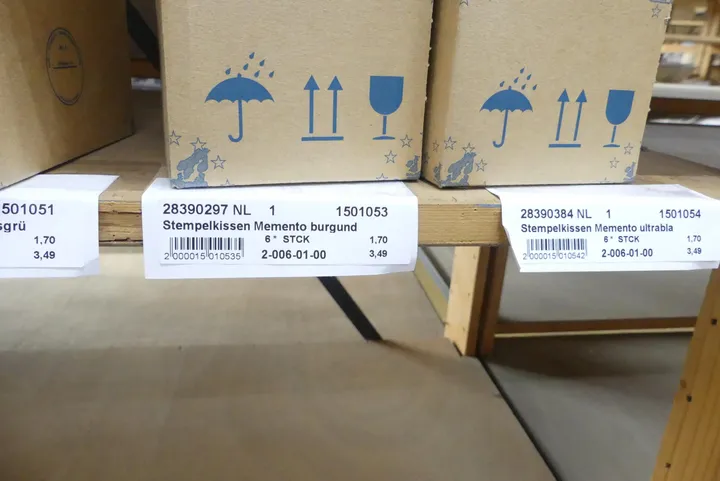 1501051
sgrü
1.70
3,49
28390297 NL 1 1501053
Stempelkissen Memento burgund
6 * STCK 1.70
2 000015 010535 2-006-01-00 3,49
28390384 NL 1 1501054
Stempelkissen Memento ultrabla
6 * STCK 1.70
2 000015 010542 2-006-01-00 3,49